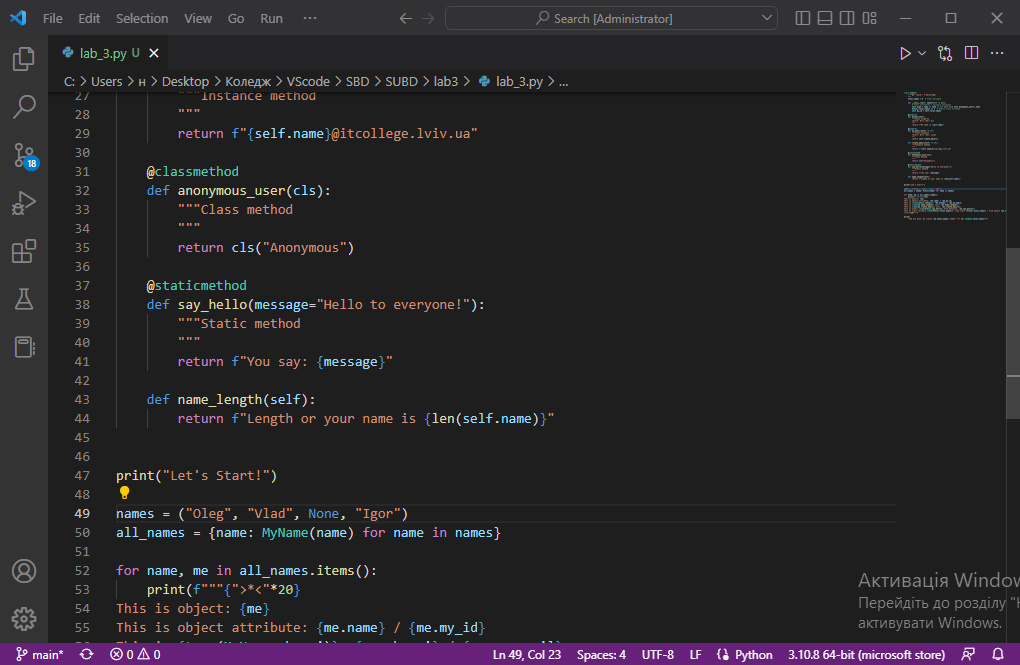 File Edit Selection View Go Run ··· Search [Administrator]
lab_3.py U
C: > Users > н > Desktop > Коледж > VScode > SBD > SUBD > lab3 > lab_3.py > ...
27 """Instance method
28 """
29 return f"{self.name}@itcollege.lviv.ua"
30
31 @classmethod
32 def anonymous_user(cls):
33 """Class method
34 """
35 return cls("Anonymous")
36
37 @staticmethod
38 def say_hello(message="Hello to everyone!"):
39 """Static method
40 """
41 return f"You say: {message}"
42
43 def name_length(self):
44 return f"Length or your name is {len(self.name)}"
45
46
47 print("Let's Start!")
48
49 names = ("Oleg", "Vlad", None, "Igor")
50 all_names = {name: MyName(name) for name in names}
51
52 for name, me in all_names.items():
53 print(f"""{">*<"*20}
54 This is object: {me}
55 This is object attribute: {me.name} / {me.my_id}
Активація Window
Перейдіть до розділу "Н
активувати Windows.
18
main* 0 0 Ln 49, Col 23 Spaces: 4 UTF-8 LF Python 3.10.8 64-bit (microsoft store)